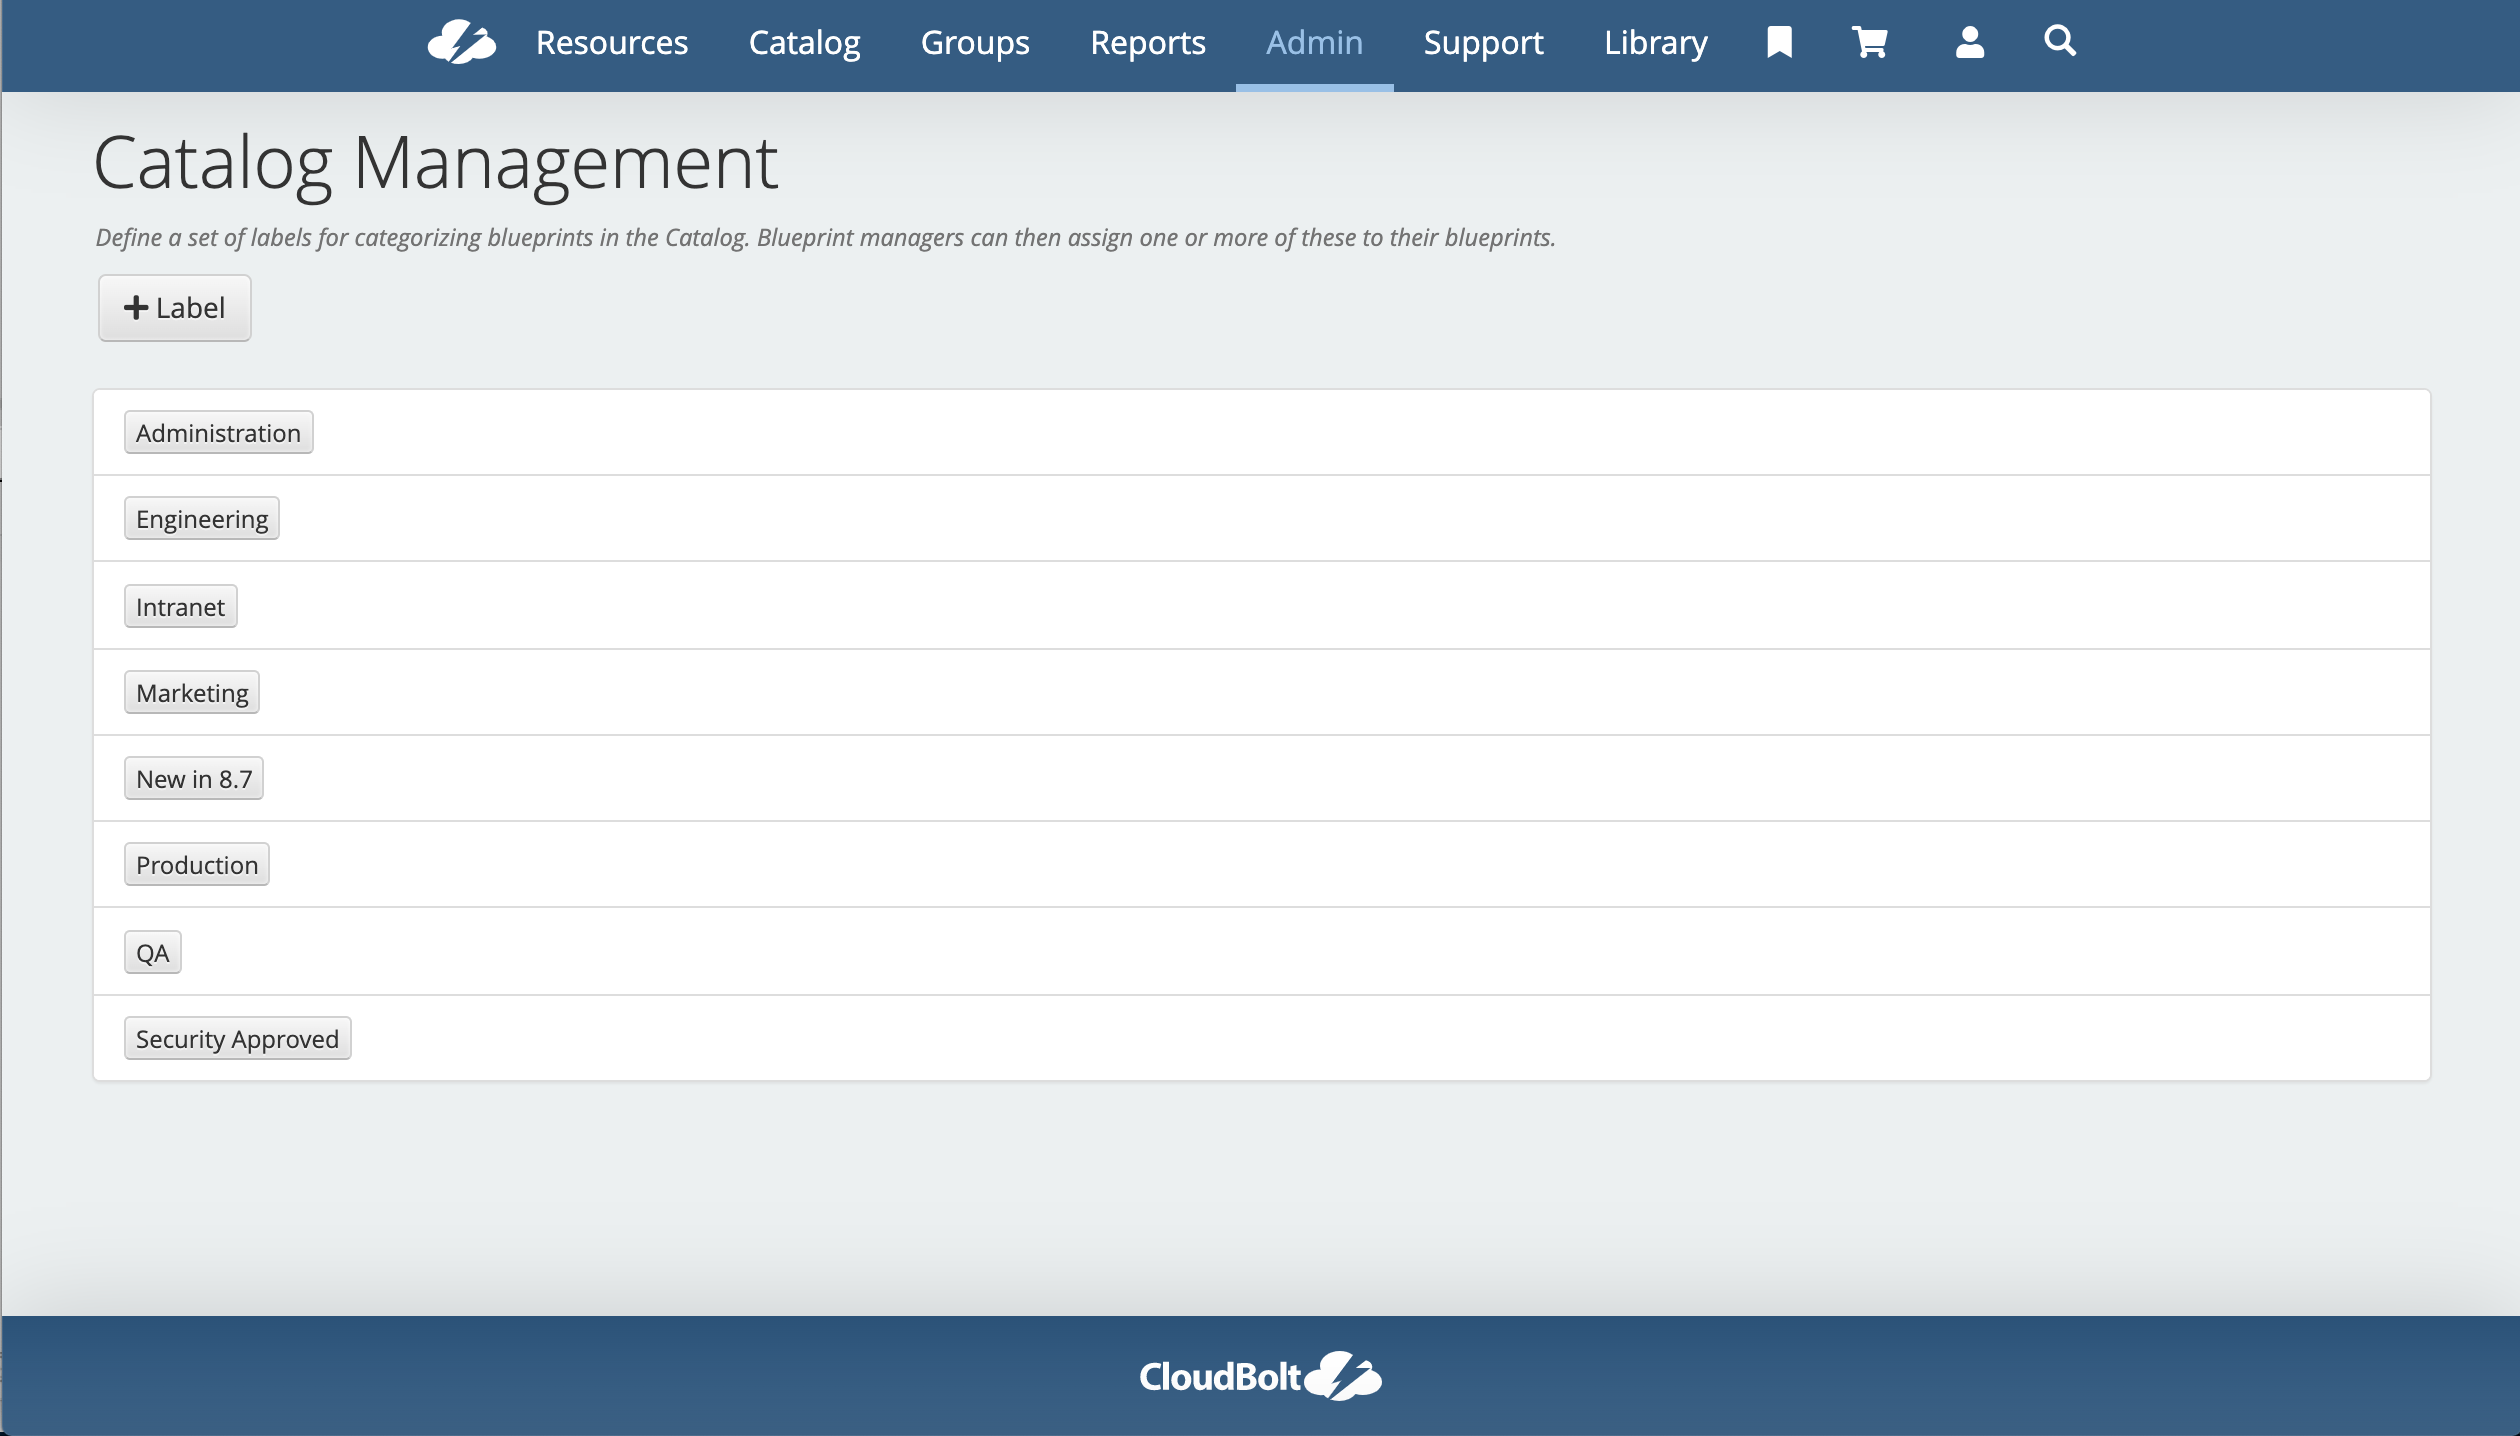 Resources Catalog Groups Reports Admin Support Library
Catalog Management
Define a set of labels for categorizing blueprints in the Catalog. Blueprint managers can then assign one or more of these to their blueprints.
+ Label
Administration
Engineering
Intranet
Marketing
New in 8.7
Production
QA
Security Approved
CloudBolt